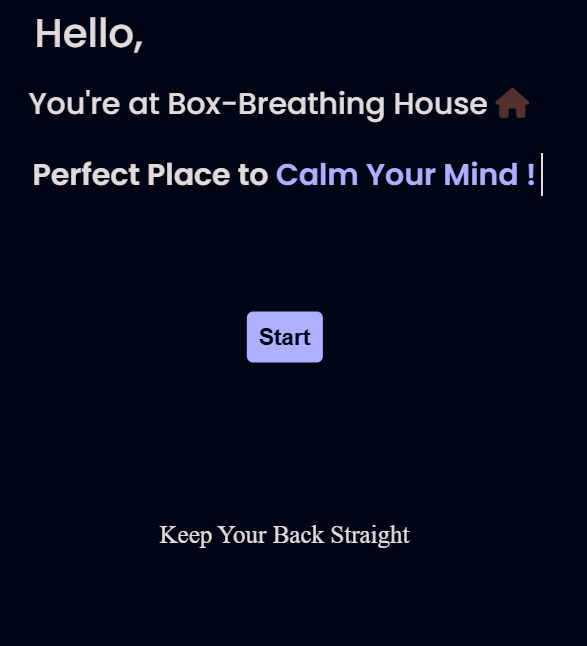 Hello,
You're at Box-Breathing House
Perfect Place to Calm Your Mind !
Start
Keep Your Back Straight